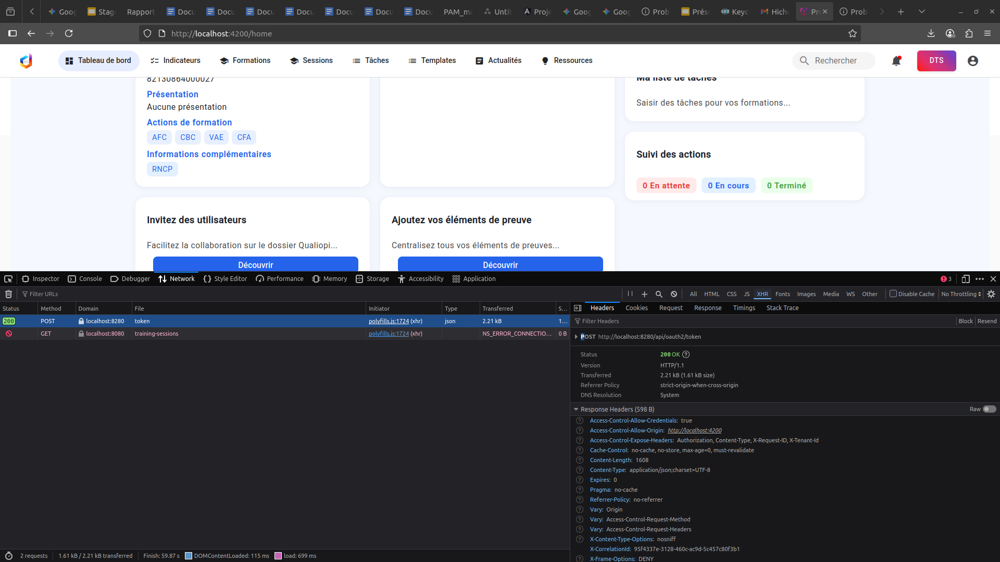 Goo
Stag
Rapport
Docu
Docu
Docu
Docu
Docu
Docu
Docu
PAM_m
Unti
Proje
Goo
Goo
Prob
Prés
Keyc
Hich
Pr
Prob
http://localhost:4200/home
Tableau de bord
Indicateurs
Formations
Sessions
Tâches
Templates
Actualités
Ressources
Rechercher
DTS
82130864000027
Présentation
Aucune présentation
Actions de formation
AFC CBC VAE CFA
Informations complémentaires
RNCP
Ma liste de tâches
Saisir des tâches pour vos formations...
Suivi des actions
0 En attente 0 En cours 0 Terminé
Invitez des utilisateurs
Facilitez la collaboration sur le dossier Qualiopi...
Découvrir
Ajoutez vos éléments de preuve
Centralisez tous vos éléments de preuves...
Découvrir
Inspector Console Debugger Network Style Editor Performance Memory Storage Accessibility Application 3
Filter URLs
All HTML CSS JS XHR Fonts Images Media WS Other Disable Cache No Throttling
Status Method Domain File Initiator Type Transferred S...
200 POST localhost:8280 token polyfills.js:1724 (xhr) json 2.21 kB 1...
GET localhost:8080 training-sessions polyfills.js:1724 (xhr) NS_ERROR_CONNECTIO... 0 B
Headers Cookies Request Response Timings Stack Trace
Filter Headers Block Resend
POST http://localhost:8280/api/oauth2/token
Status 200 OK
Version HTTP/1.1
Transferred 2.21 kB (1.61 kB size)
Referrer Policy strict-origin-when-cross-origin
DNS Resolution System
Response Headers (598 B) Raw
Access-Control-Allow-Credentials: true
Access-Control-Allow-Origin: http://localhost:4200
Access-Control-Expose-Headers: Authorization, Content-Type, X-Request-ID, X-Tenant-Id
Cache-Control: no-cache, no-store, max-age=0, must-revalidate
Content-Length: 1608
Content-Type: application/json;charset=UTF-8
Expires: 0
Pragma: no-cache
Referrer-Policy: no-referrer
Vary: Origin
Vary: Access-Control-Request-Method
Vary: Access-Control-Request-Headers
X-Content-Type-Options: nosniff
X-CorrelationId: 95f4337e-3128-460c-ac9d-5c457c80f3b1
X-Frame-Options: DENY
2 requests 1.61 kB / 2.21 kB transferred Finish: 59.87 s DOMContentLoaded: 115 ms load: 699 ms